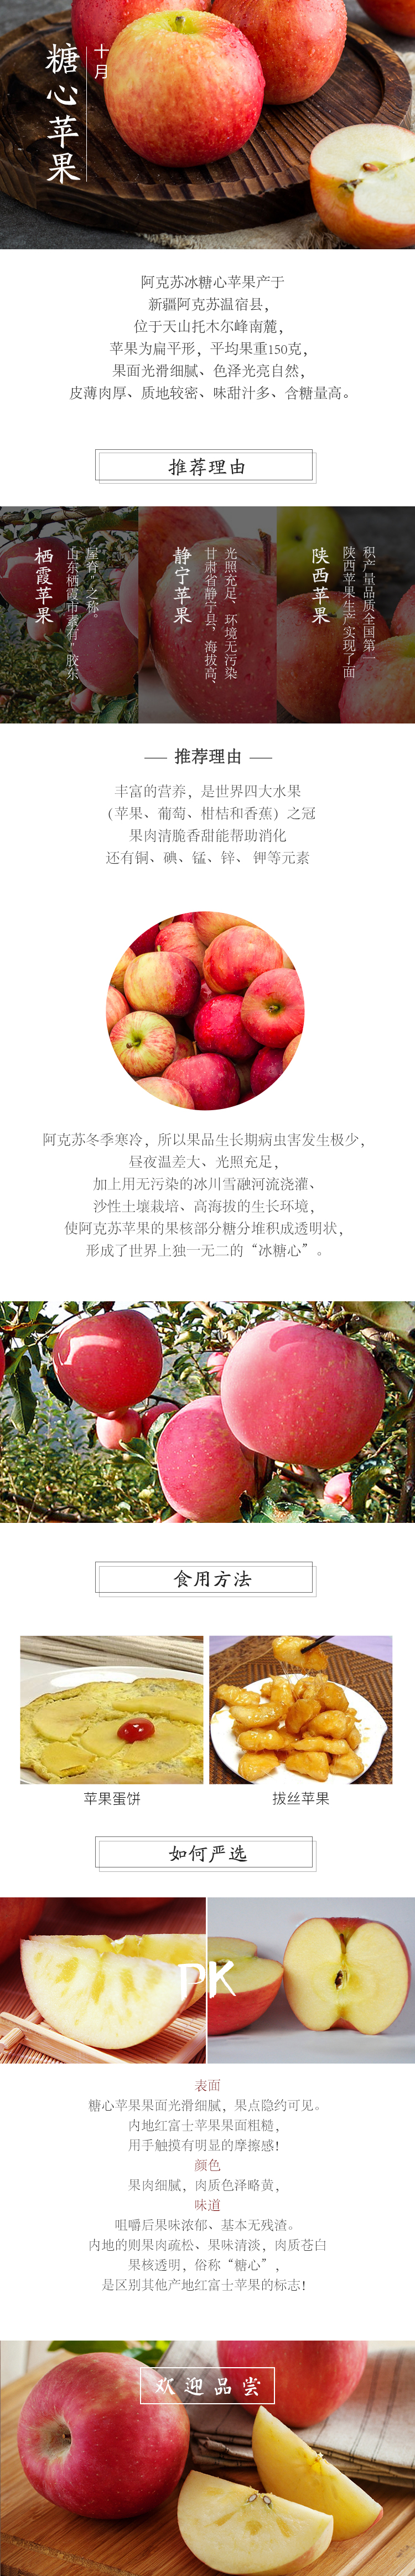 十月
糖心苹果
阿克苏冰糖心苹果产于
新疆阿克苏温宿县，
位于天山托木尔峰南麓，
苹果为扁平形，平均果重150克，
果面光滑细腻、色泽光亮自然，
皮薄肉厚、质地较密、味甜汁多、含糖量高。
推荐理由
栖霞苹果
山东栖霞市素有"胶东
屋脊"之称。
静宁苹果
甘肃省静宁县，海拔高、
光照充足、环境无污染
陕西苹果
陕西苹果生产实现了面
积产量品质全国第一
推荐理由
丰富的营养，是世界四大水果
（苹果、葡萄、柑桔和香蕉）之冠
果肉清脆香甜能帮助消化
还有铜、碘、锰、锌、 钾等元素
阿克苏冬季寒冷，所以果品生长期病虫害发生极少，
昼夜温差大、光照充足，
加上用无污染的冰川雪融河流浇灌、
沙性土壤栽培、高海拔的生长环境，
使阿克苏苹果的果核部分糖分堆积成透明状，
形成了世界上独一无二的“冰糖心”。
食用方法
苹果蛋饼
拔丝苹果
如何严选
PK
表面
糖心苹果果面光滑细腻，果点隐约可见。
内地红富士苹果果面粗糙，
用手触摸有明显的摩擦感！
颜色
果肉细腻，肉质色泽略黄，
味道
咀嚼后果味浓郁、基本无残渣。
内地的则果肉疏松、果味清淡，肉质苍白
果核透明，俗称“糖心”，
是区别其他产地红富士苹果的标志！
欢迎品尝